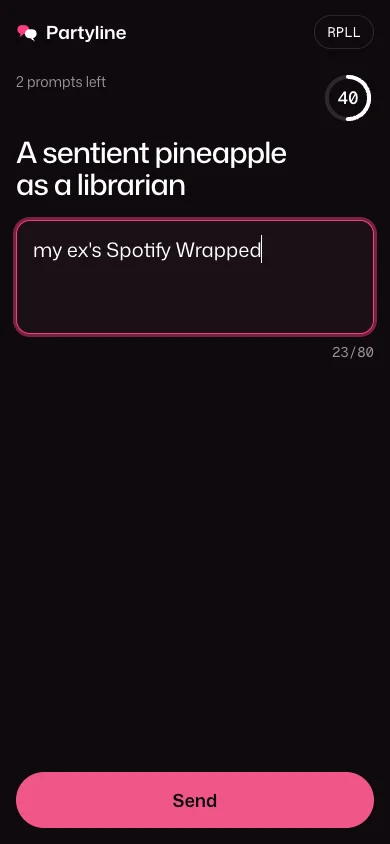 Partyline
RPLL
2 prompts left
40
A sentient pineapple
as a librarian
my ex's Spotify Wrapped
23/80
Send